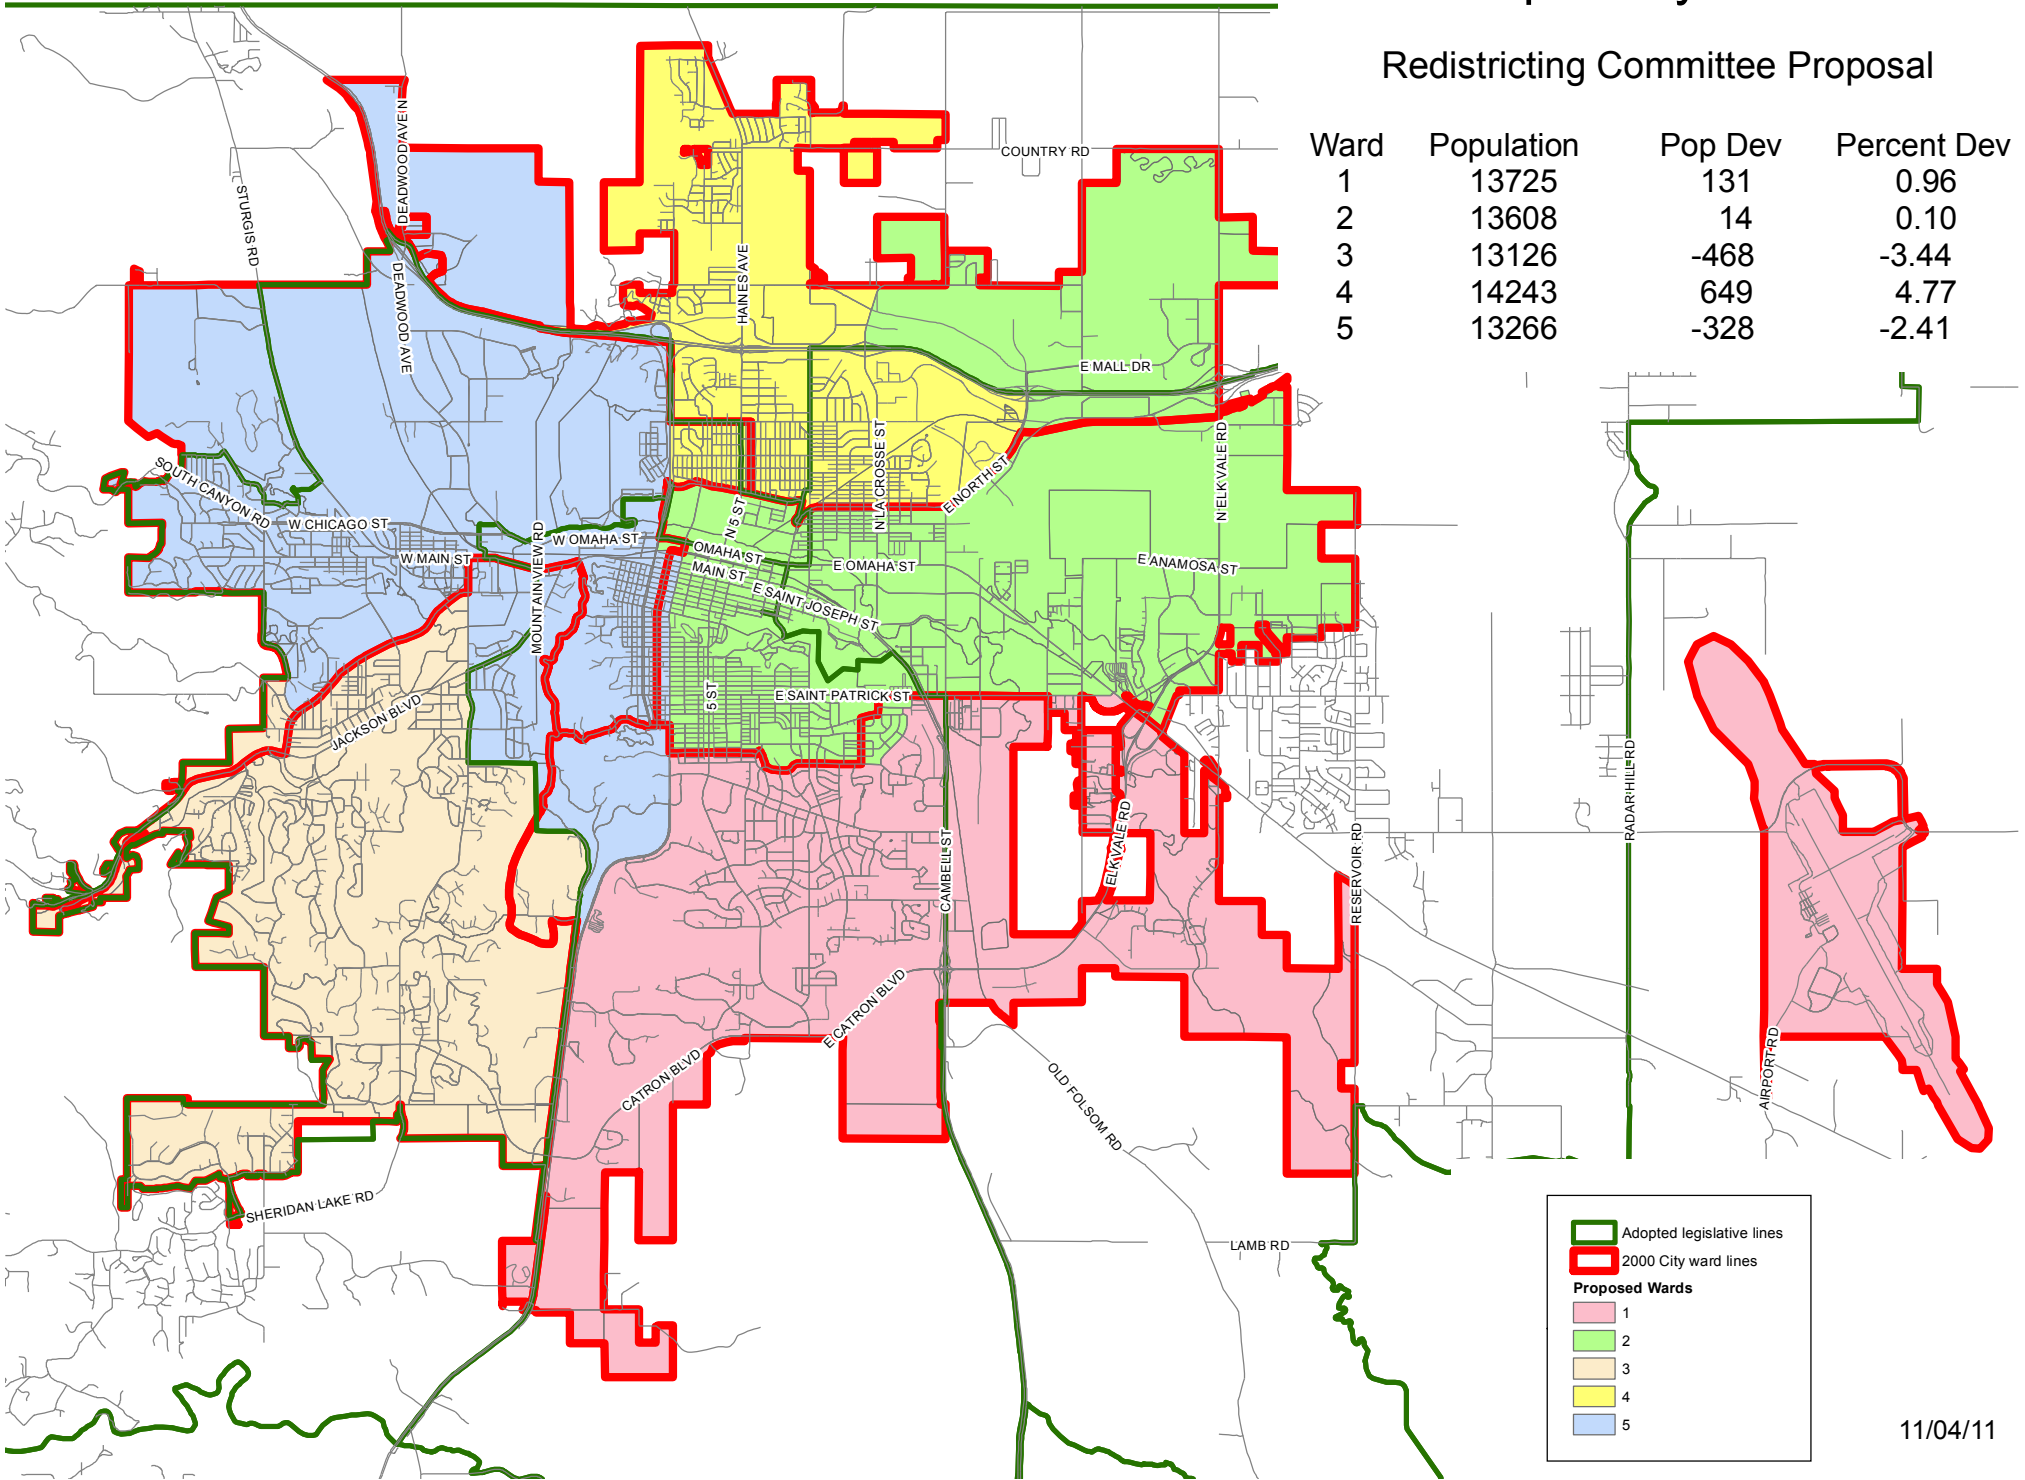 Redistricting Committee Proposal
Ward Population Pop Dev Percent Dev
1 13725 131 0.96
2 13608 14 0.10
3 13126 -468 -3.44
4 14243 649 4.77
5 13266 -328 -2.41
COUNTRY RD
DEADWOOD AVE N
STURGIS RD
DEADWOOD AVE
HAINES AVE
E MALL DR
N LACROSSE ST
E NORTH ST
N ELK VALE RD
SOUTH CANYON RD
W CHICAGO ST
W MAIN ST
MOUNTAIN VIEW RD
W OMAHA ST
N 5 ST
OMAHA ST
MAIN ST
E OMAHA ST
E SAINT JOSEPH ST
E ANAMOSA ST
5 ST
E SAINT PATRICK ST
JACKSON BLVD
RADAR HILL RD
ELK VALE RD
CAMBELL ST
RESERVOIR RD
E CATRON BLVD
CATRON BLVD
OLD FOLSOM RD
AIRPORT RD
SHERIDAN LAKE RD
LAMB RD
Adopted legislative lines
2000 City ward lines
Proposed Wards
1
2
3
4
5
11/04/11